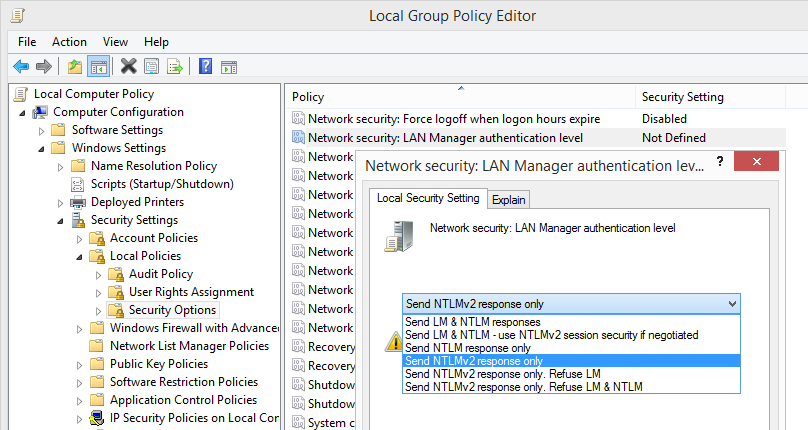 Local Group Policy Editor
File Action View Help
Local Computer Policy
Computer Configuration
Software Settings
Windows Settings
Name Resolution Policy
Scripts (Startup/Shutdown)
Deployed Printers
Security Settings
Account Policies
Local Policies
Audit Policy
User Rights Assignment
Security Options
Windows Firewall with Advance
Network List Manager Policies
Public Key Policies
Software Restriction Policies
Application Control Policies
IP Security Policies on Local Con
Policy Security Setting
Network security: Force logoff when logon hours expire Disabled
Network security: LAN Manager authentication level Not Defined
Network
Network
Network
Network
Network
Network
Network
Network
Network
Network
Recovery
Recovery
Shutdow
Shutdow
System c
Network security: LAN Manager authentication lev... ?
Local Security Setting Explain
Network security: LAN Manager authentication level
Send NTLMv2 response only
Send LM & NTLM responses
Send LM & NTLM - use NTLMv2 session security if negotiated
Send NTLM response only
Send NTLMv2 response only
Send NTLMv2 response only. Refuse LM
Send NTLMv2 response only. Refuse LM & NTLM